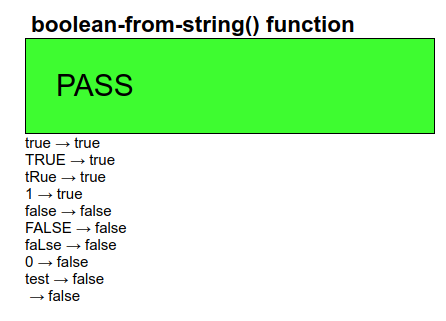 boolean-from-string() function
PASS
true → true
TRUE → true
tRue → true
1 → true
false → false
FALSE → false
faLse → false
0 → false
test → false
→ false